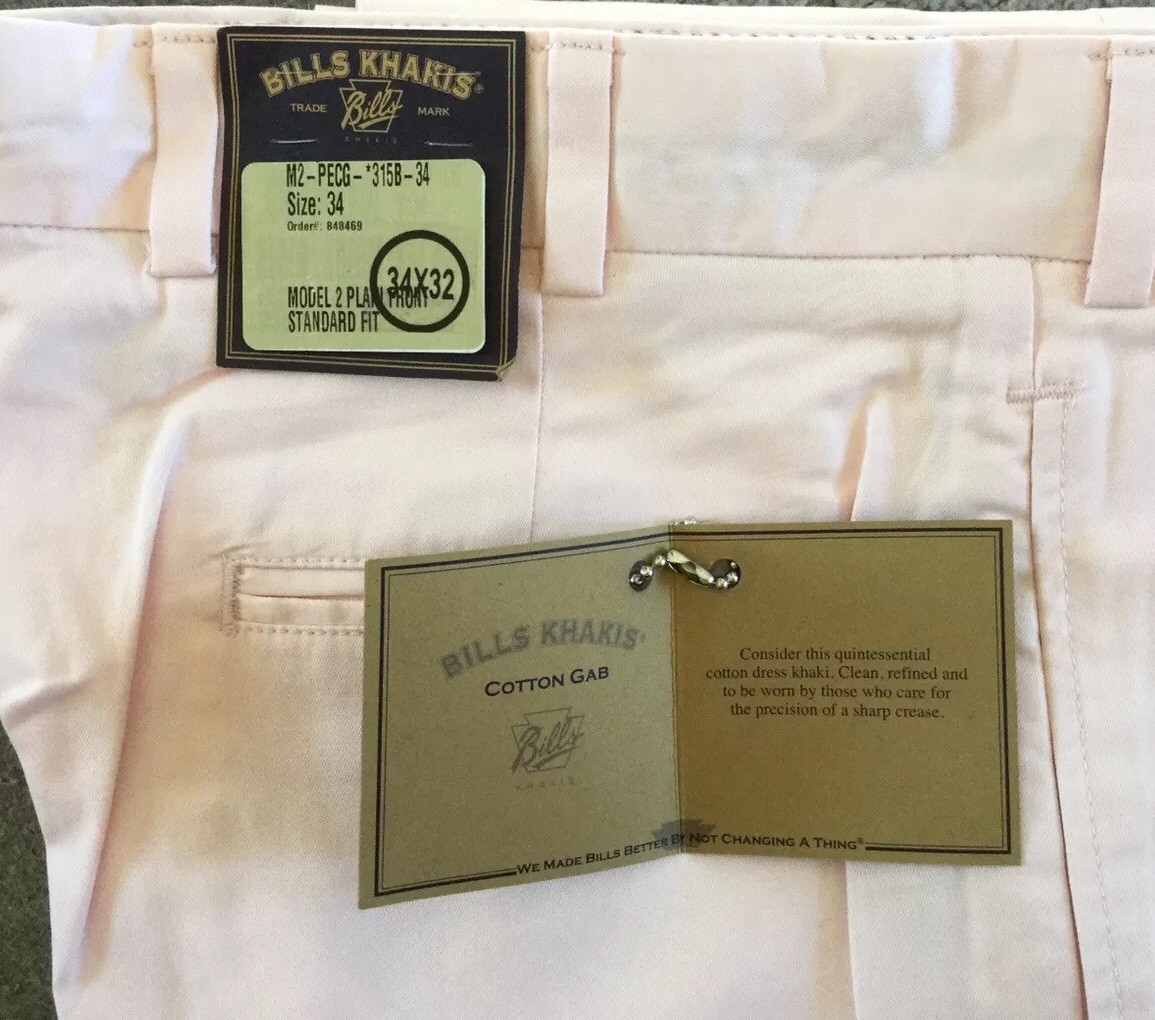 BILLS KHAKIS®
TRADE Bills MARK
KHAKIS
M2-PECG-*315B-34
Size: 34
Order#: 848469
34X32
MODEL 2 PLAIN FRONT
STANDARD FIT
BILLS KHAKIS®
COTTON GAB
Bills
KHAKIS
Consider this quintessential
cotton dress khaki. Clean, refined and
to be worn by those who care for
the precision of a sharp crease.
WE MADE BILLS BETTER BY NOT CHANGING A THING®